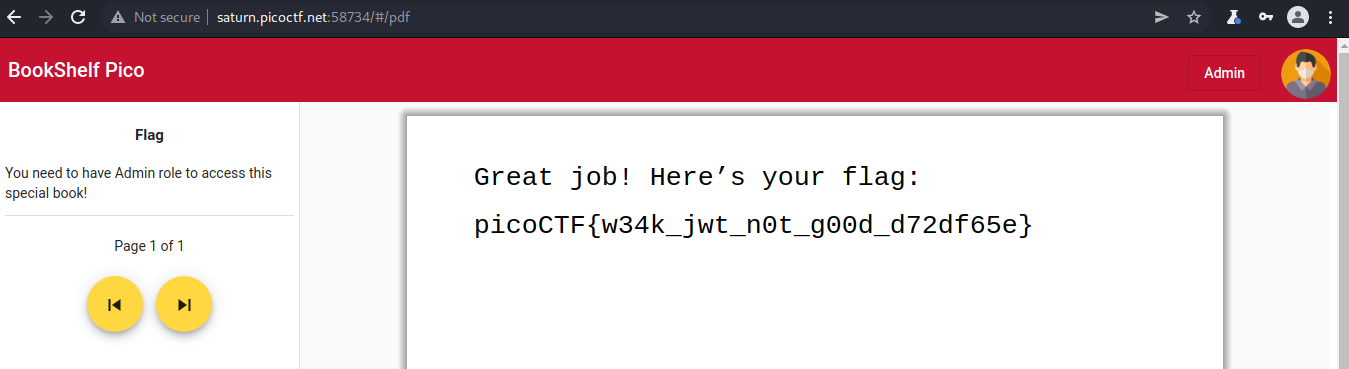 Not secure saturn.picoctf.net:58734/#/pdf
BookShelf Pico
Admin
Flag
You need to have Admin role to access this
special book!
Page 1 of 1
Great job! Here’s your flag:
picoCTF{w34k_jwt_n0t_g00d_d72df65e}